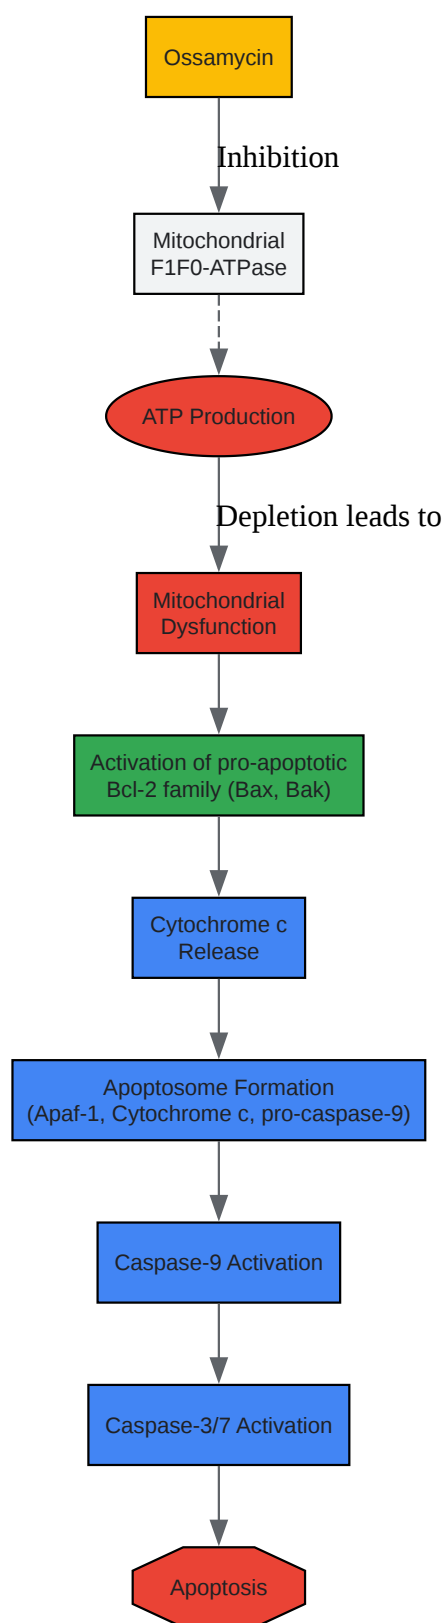 Ossamycin
Inhibition
Mitochondrial
F1F0-ATPase
ATP Production
Depletion leads to
Mitochondrial
Dysfunction
Activation of pro-apoptotic
Bcl-2 family (Bax, Bak)
Cytochrome c
Release
Apoptosome Formation
(Apaf-1, Cytochrome c, pro-caspase-9)
Caspase-9 Activation
Caspase-3/7 Activation
Apoptosis